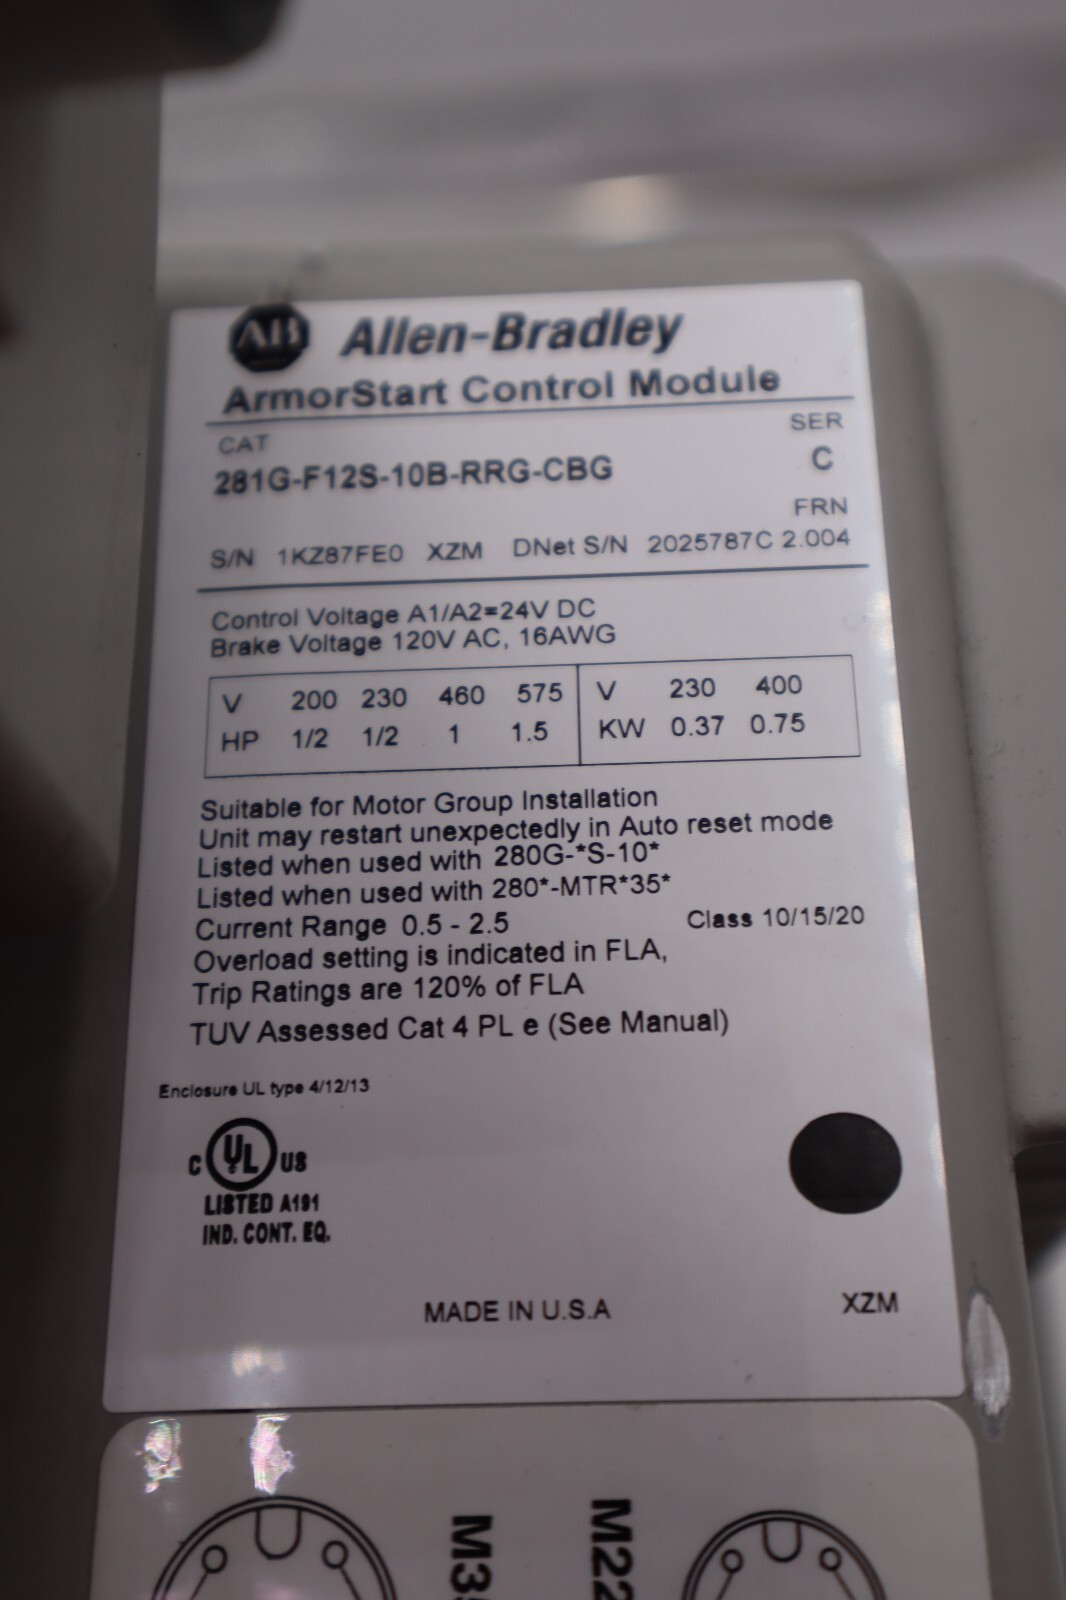 AB Allen-Bradley
ArmorStart Control Module
CAT SER
281G-F12S-10B-RRG-CBG C
FRN
S/N 1KZ87FE0 XZM DNet S/N 2025787C 2.004
Control Voltage A1/A2=24V DC
Brake Voltage 120V AC, 16AWG
V 200 230 460 575 V 230 400
HP 1/2 1/2 1 1.5 KW 0.37 0.75
Suitable for Motor Group Installation
Unit may restart unexpectedly in Auto reset mode
Listed when used with 280G-*S-10*
Listed when used with 280*-MTR*35*
Current Range 0.5 - 2.5 Class 10/15/20
Overload setting is indicated in FLA,
Trip Ratings are 120% of FLA
TUV Assessed Cat 4 PL e (See Manual)
Enclosure UL type 4/12/13
C UL US
LISTED A191
IND. CONT. EQ.
MADE IN U.S.A XZM
M22